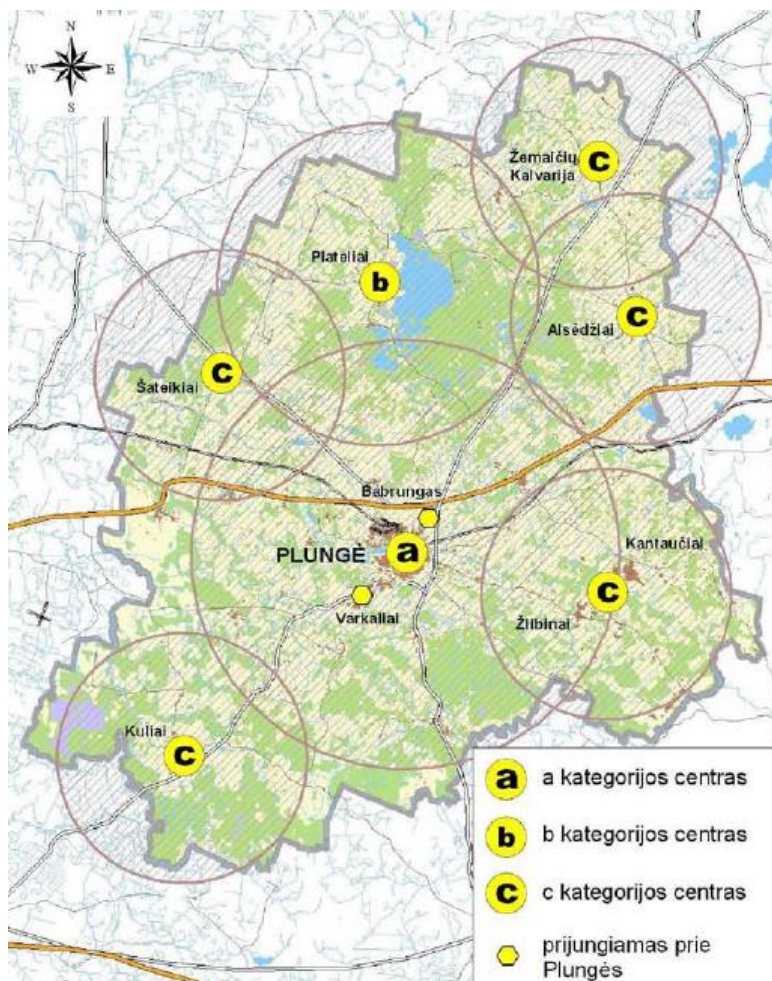 N
W E
S
Žemaičių
Kalvarija
c
Plateliai
b
Alsėdžiai
c
Šateikiai
c
Babrungas
PLUNGĖ
a
Kantaučiai
c
Žlibinai
Varkaliai
Kuliai
c
a a kategorijos centras
b b kategorijos centras
c c kategorijos centras
prijungiamas prie
Plungės